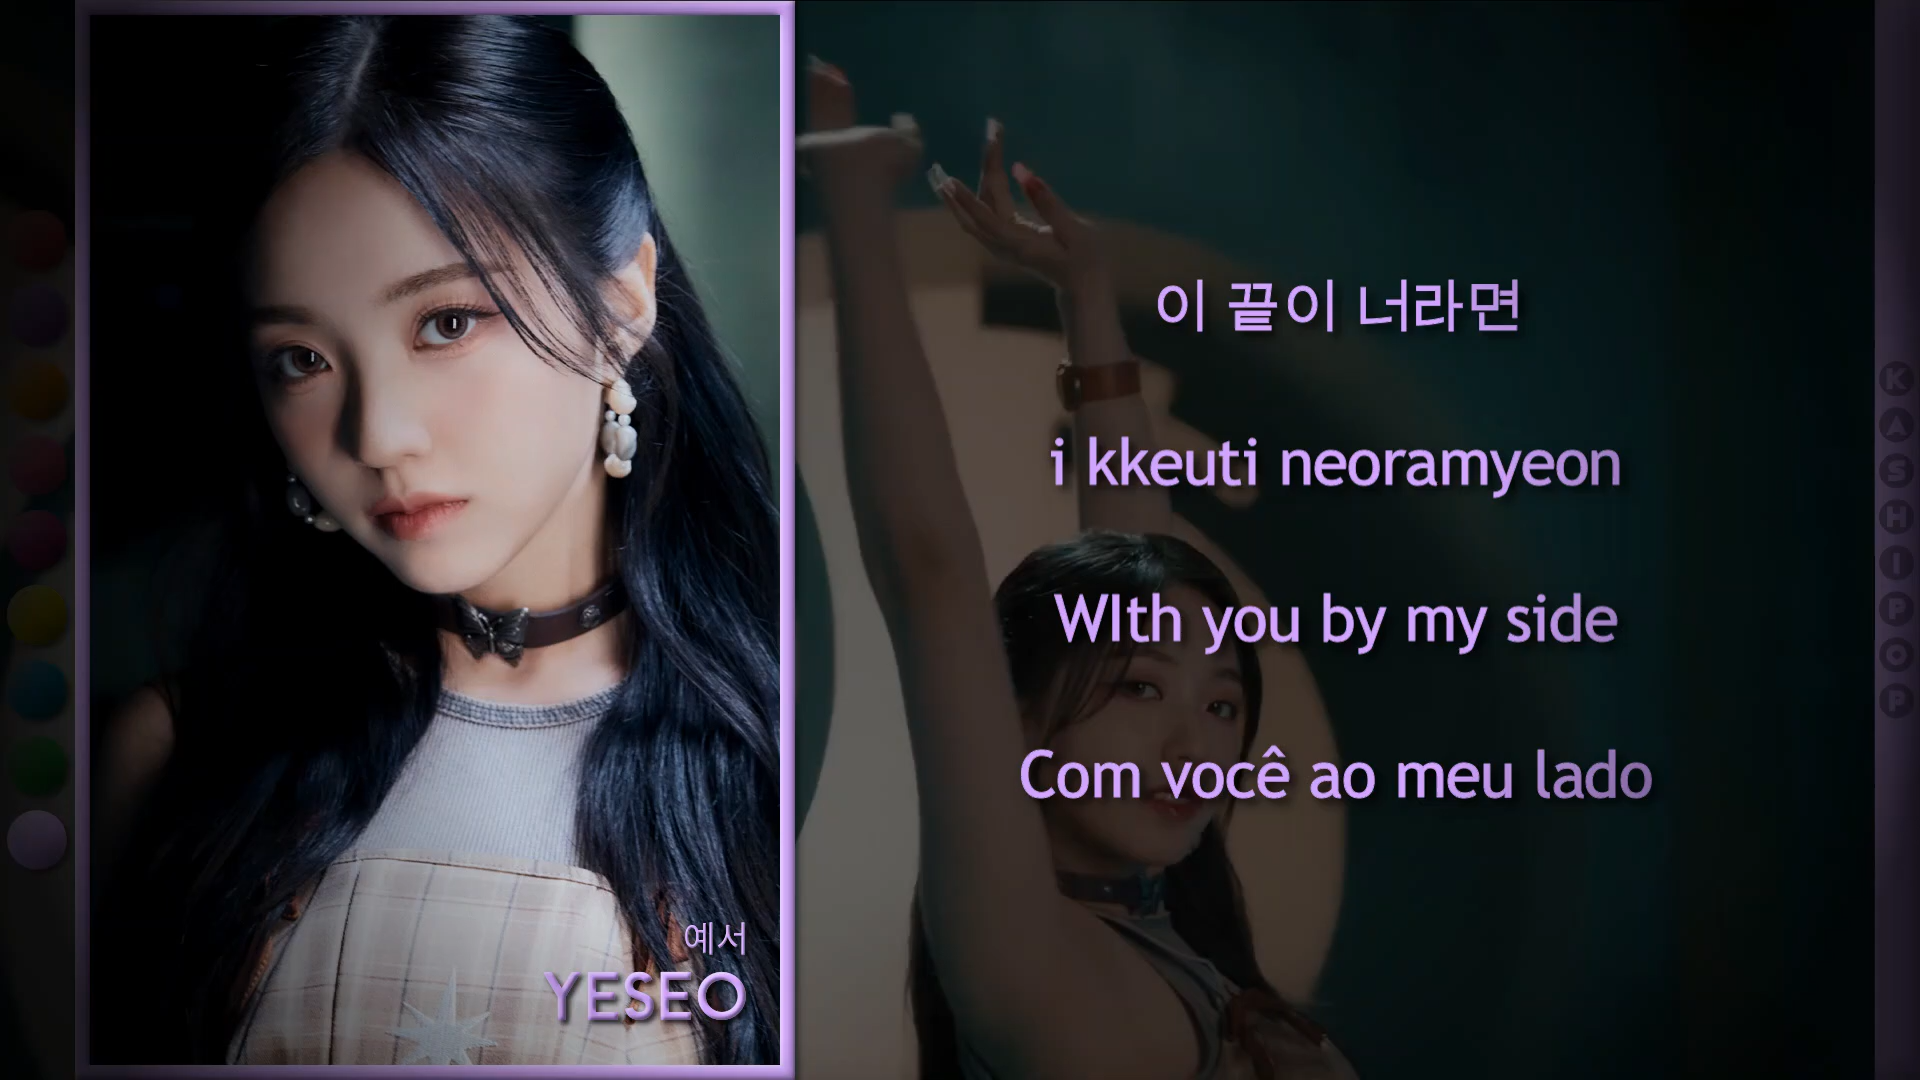 이 끝이 너라면
i kkeuti neoramyeon
WIth you by my side
Com você ao meu lado
예서
YESEO
KASHIPOP